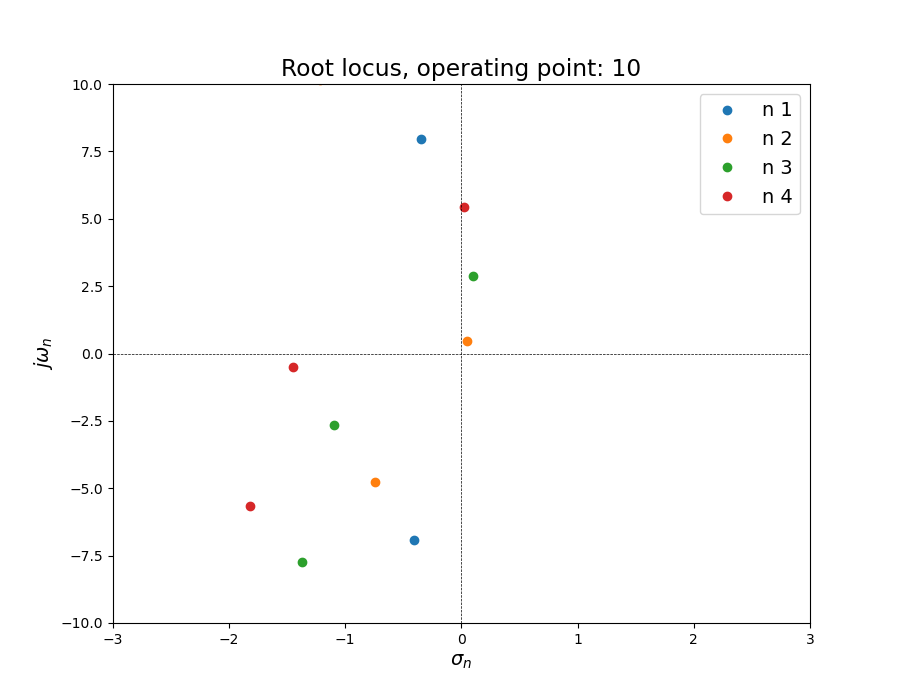 Root locus, operating point: 10
10.0
7.5
5.0
2.5
0.0
−2.5
−5.0
−7.5
−10.0
jωn
n 1
n 2
n 3
n 4
−3 −2 −1 0 1 2 3
σn